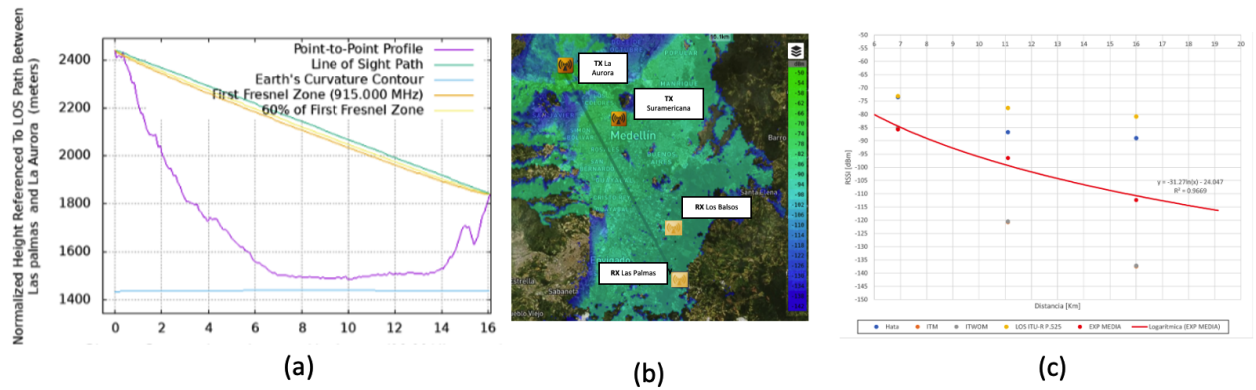 Normalized Height Referenced To LOS Path Between
Las palmas and La Aurora (meters)
2400
2200
2000
1800
1600
1400
Point-to-Point Profile
Line of Sight Path
Earth's Curvature Contour
First Fresnel Zone (915.000 MHz)
60% of First Fresnel Zone
0 2 4 6 8 10 12 14 16
(a)
TX La
Aurora
TX
Suramericana
Medellín
MANRIQUE
Barro
Santa Elena
RX Los Balsos
RX Las Palmas
Envigado
Sabaneta
(b)
-50
-55
-60
-65
-70
-75
-80
-85
-90
-95
-100
-105
-110
-115
-120
-125
-130
-135
-140
-145
-150
RSSI [dBm]
6 7 8 9 10 11 12 13 14 15 16 17 18 19 20
y = -31.27ln(x) - 24.047
R² = 0.9669
Distancia [Km]
Hata ITM ITWOM LOS ITU-R P.525 EXP MEDIA Logarítmica (EXP MEDIA)
(c)